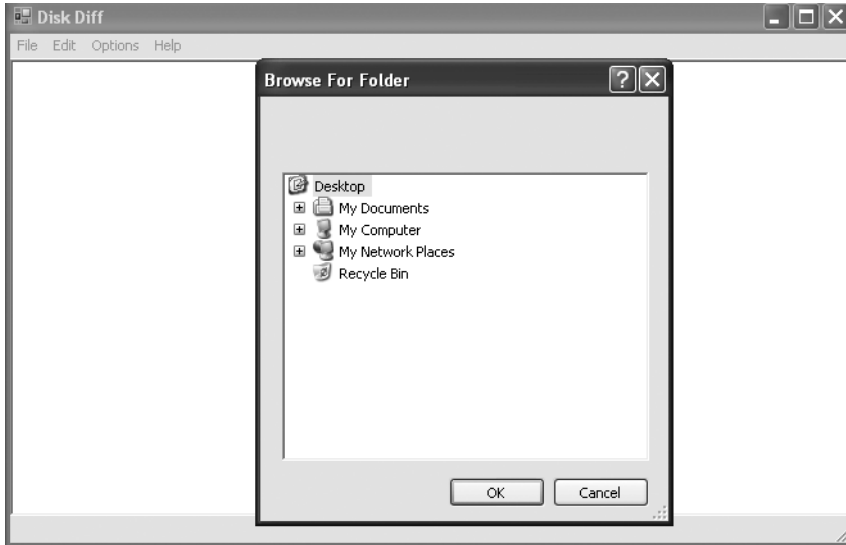 Disk Diff
File Edit Options Help
Browse For Folder
Desktop
My Documents
My Computer
My Network Places
Recycle Bin
OK Cancel